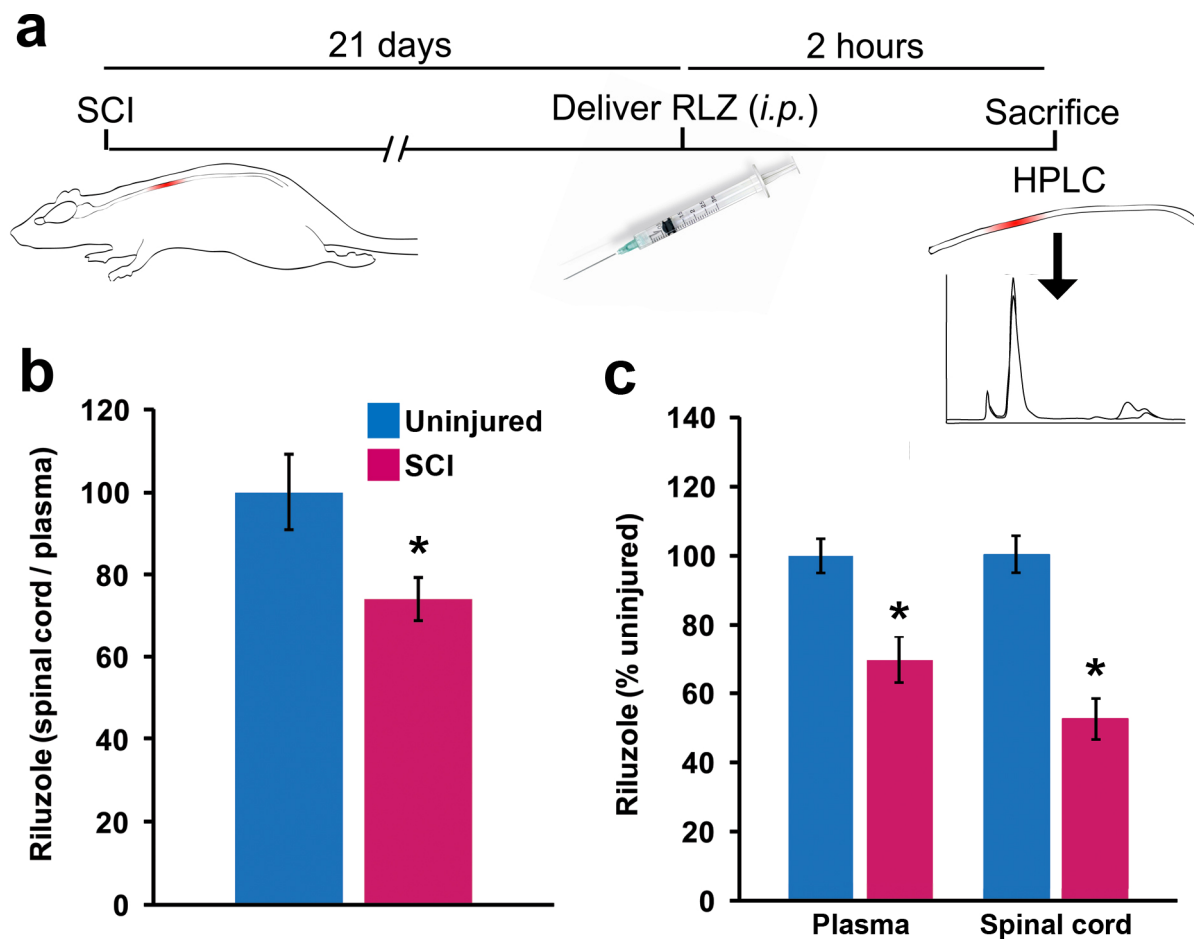 a
21 days
2 hours
SCI
Deliver RLZ (i.p.)
Sacrifice
HPLC
b
Riluzole (spinal cord / plasma)
120
100
80
60
40
20
0
Uninjured
SCI
*
c
Riluzole (% uninjured)
140
120
100
80
60
40
20
0
*
*
Plasma
Spinal cord